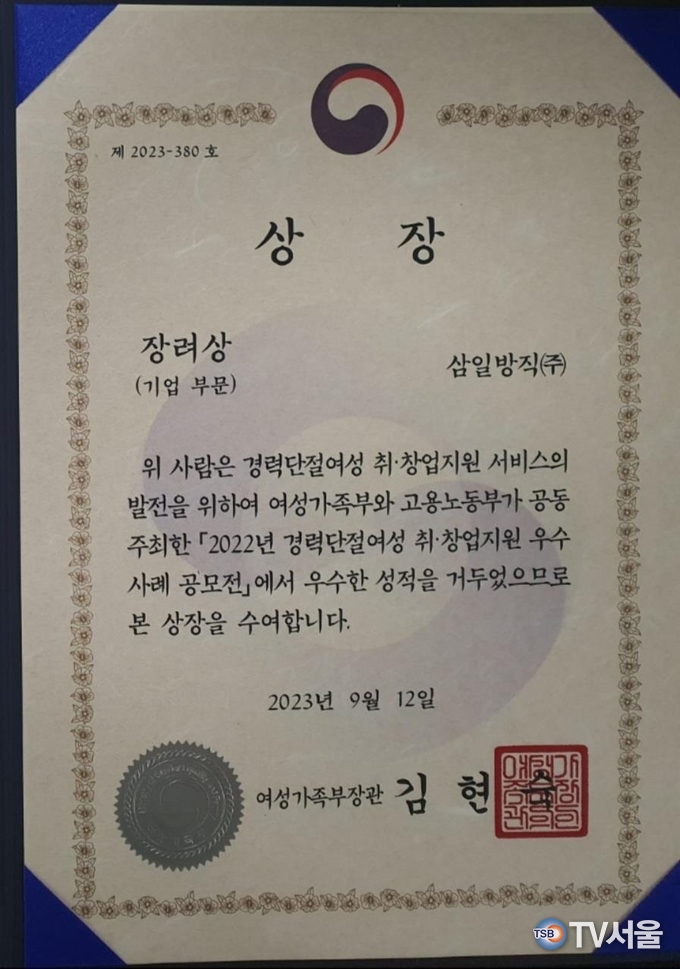 제 2023-380 호
상 장
장려상
(기업 부문)
삼일방직㈜
위 사람은 경력단절여성 취·창업지원 서비스의
발전을 위하여 여성가족부와 고용노동부가 공동
주최한 「2022년 경력단절여성 취·창업지원 우수
사례 공모전」에서 우수한 성적을 거두었으므로
본 상장을 수여합니다.
2023년 9월 12일
여성가족부장관 김 현 숙
TSB TV서울